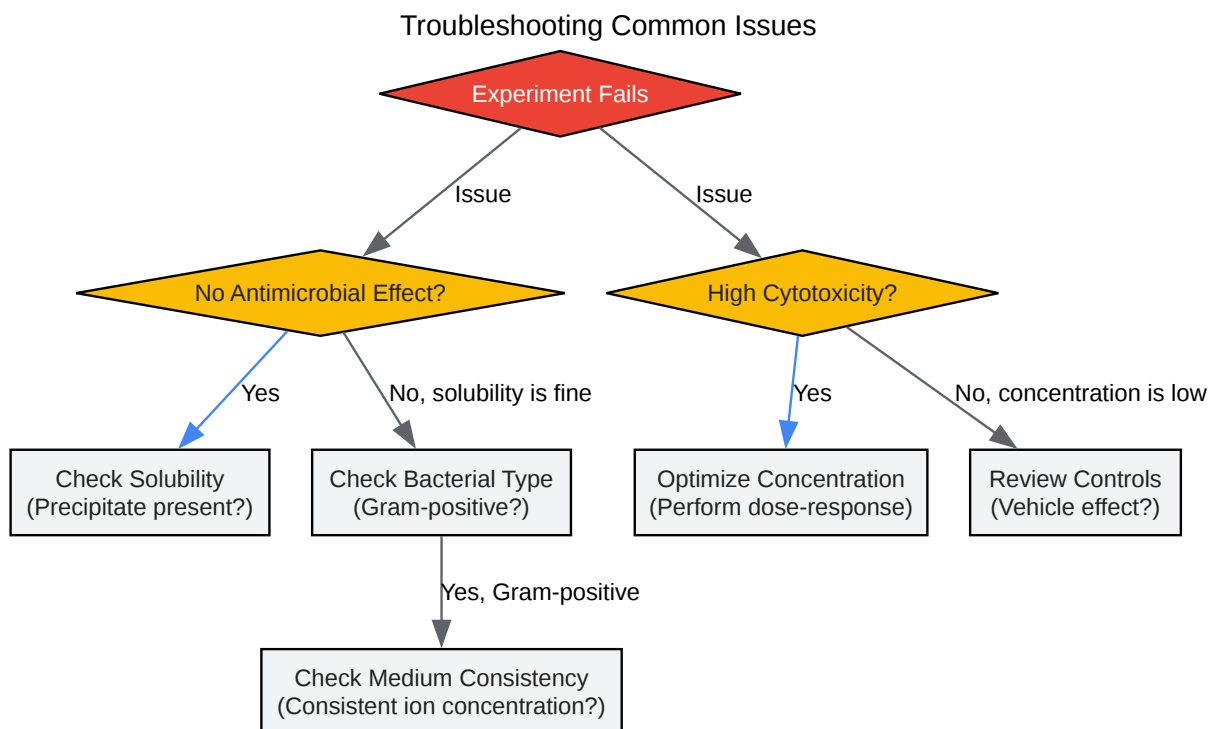 Troubleshooting Common Issues
Experiment Fails
Issue
Issue
No Antimicrobial Effect?
High Cytotoxicity?
Yes
No, solubility is fine
Yes
No, concentration is low
Check Solubility
(Precipitate present?)
Check Bacterial Type
(Gram-positive?)
Optimize Concentration
(Perform dose-response)
Review Controls
(Vehicle effect?)
Yes, Gram-positive
Check Medium Consistency
(Consistent ion concentration?)